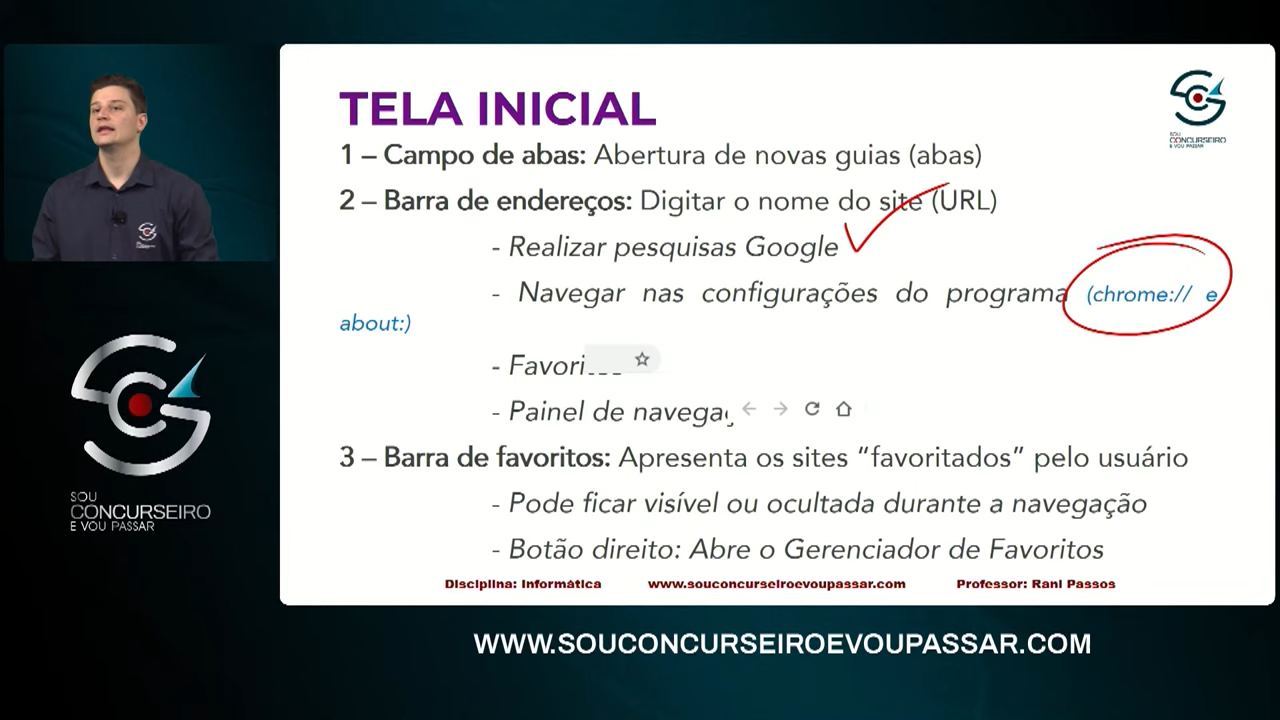 TELA INICIAL
SOU
CONCURSEIRO
E VOU PASSAR
1 – Campo de abas: Abertura de novas guias (abas)
2 – Barra de endereços: Digitar o nome do site (URL)
- Realizar pesquisas Google
- Navegar nas configurações do programa (chrome:// e
about:)
- Favoritos
- Painel de navegaç
3 – Barra de favoritos: Apresenta os sites “favoritados” pelo usuário
- Pode ficar visível ou ocultada durante a navegação
- Botão direito: Abre o Gerenciador de Favoritos
Disciplina: Informática www.souconcurseiroevoupassar.com Professor: Rani Passos
SOU
CONCURSEIRO
E VOU PASSAR
WWW.SOUCONCURSEIROEVOUPASSAR.COM